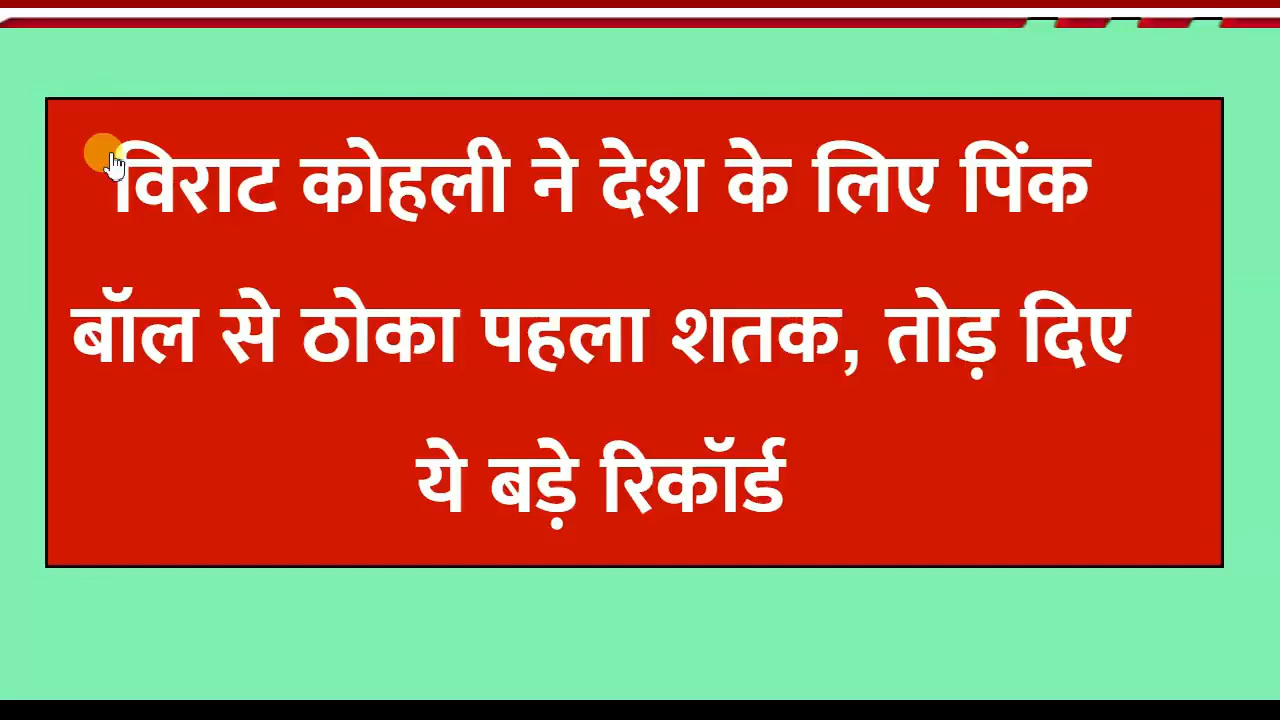 विराट कोहली ने देश के लिए पिंक
बॉल से ठोका पहला शतक, तोड़ दिए
ये बड़े रिकॉर्ड